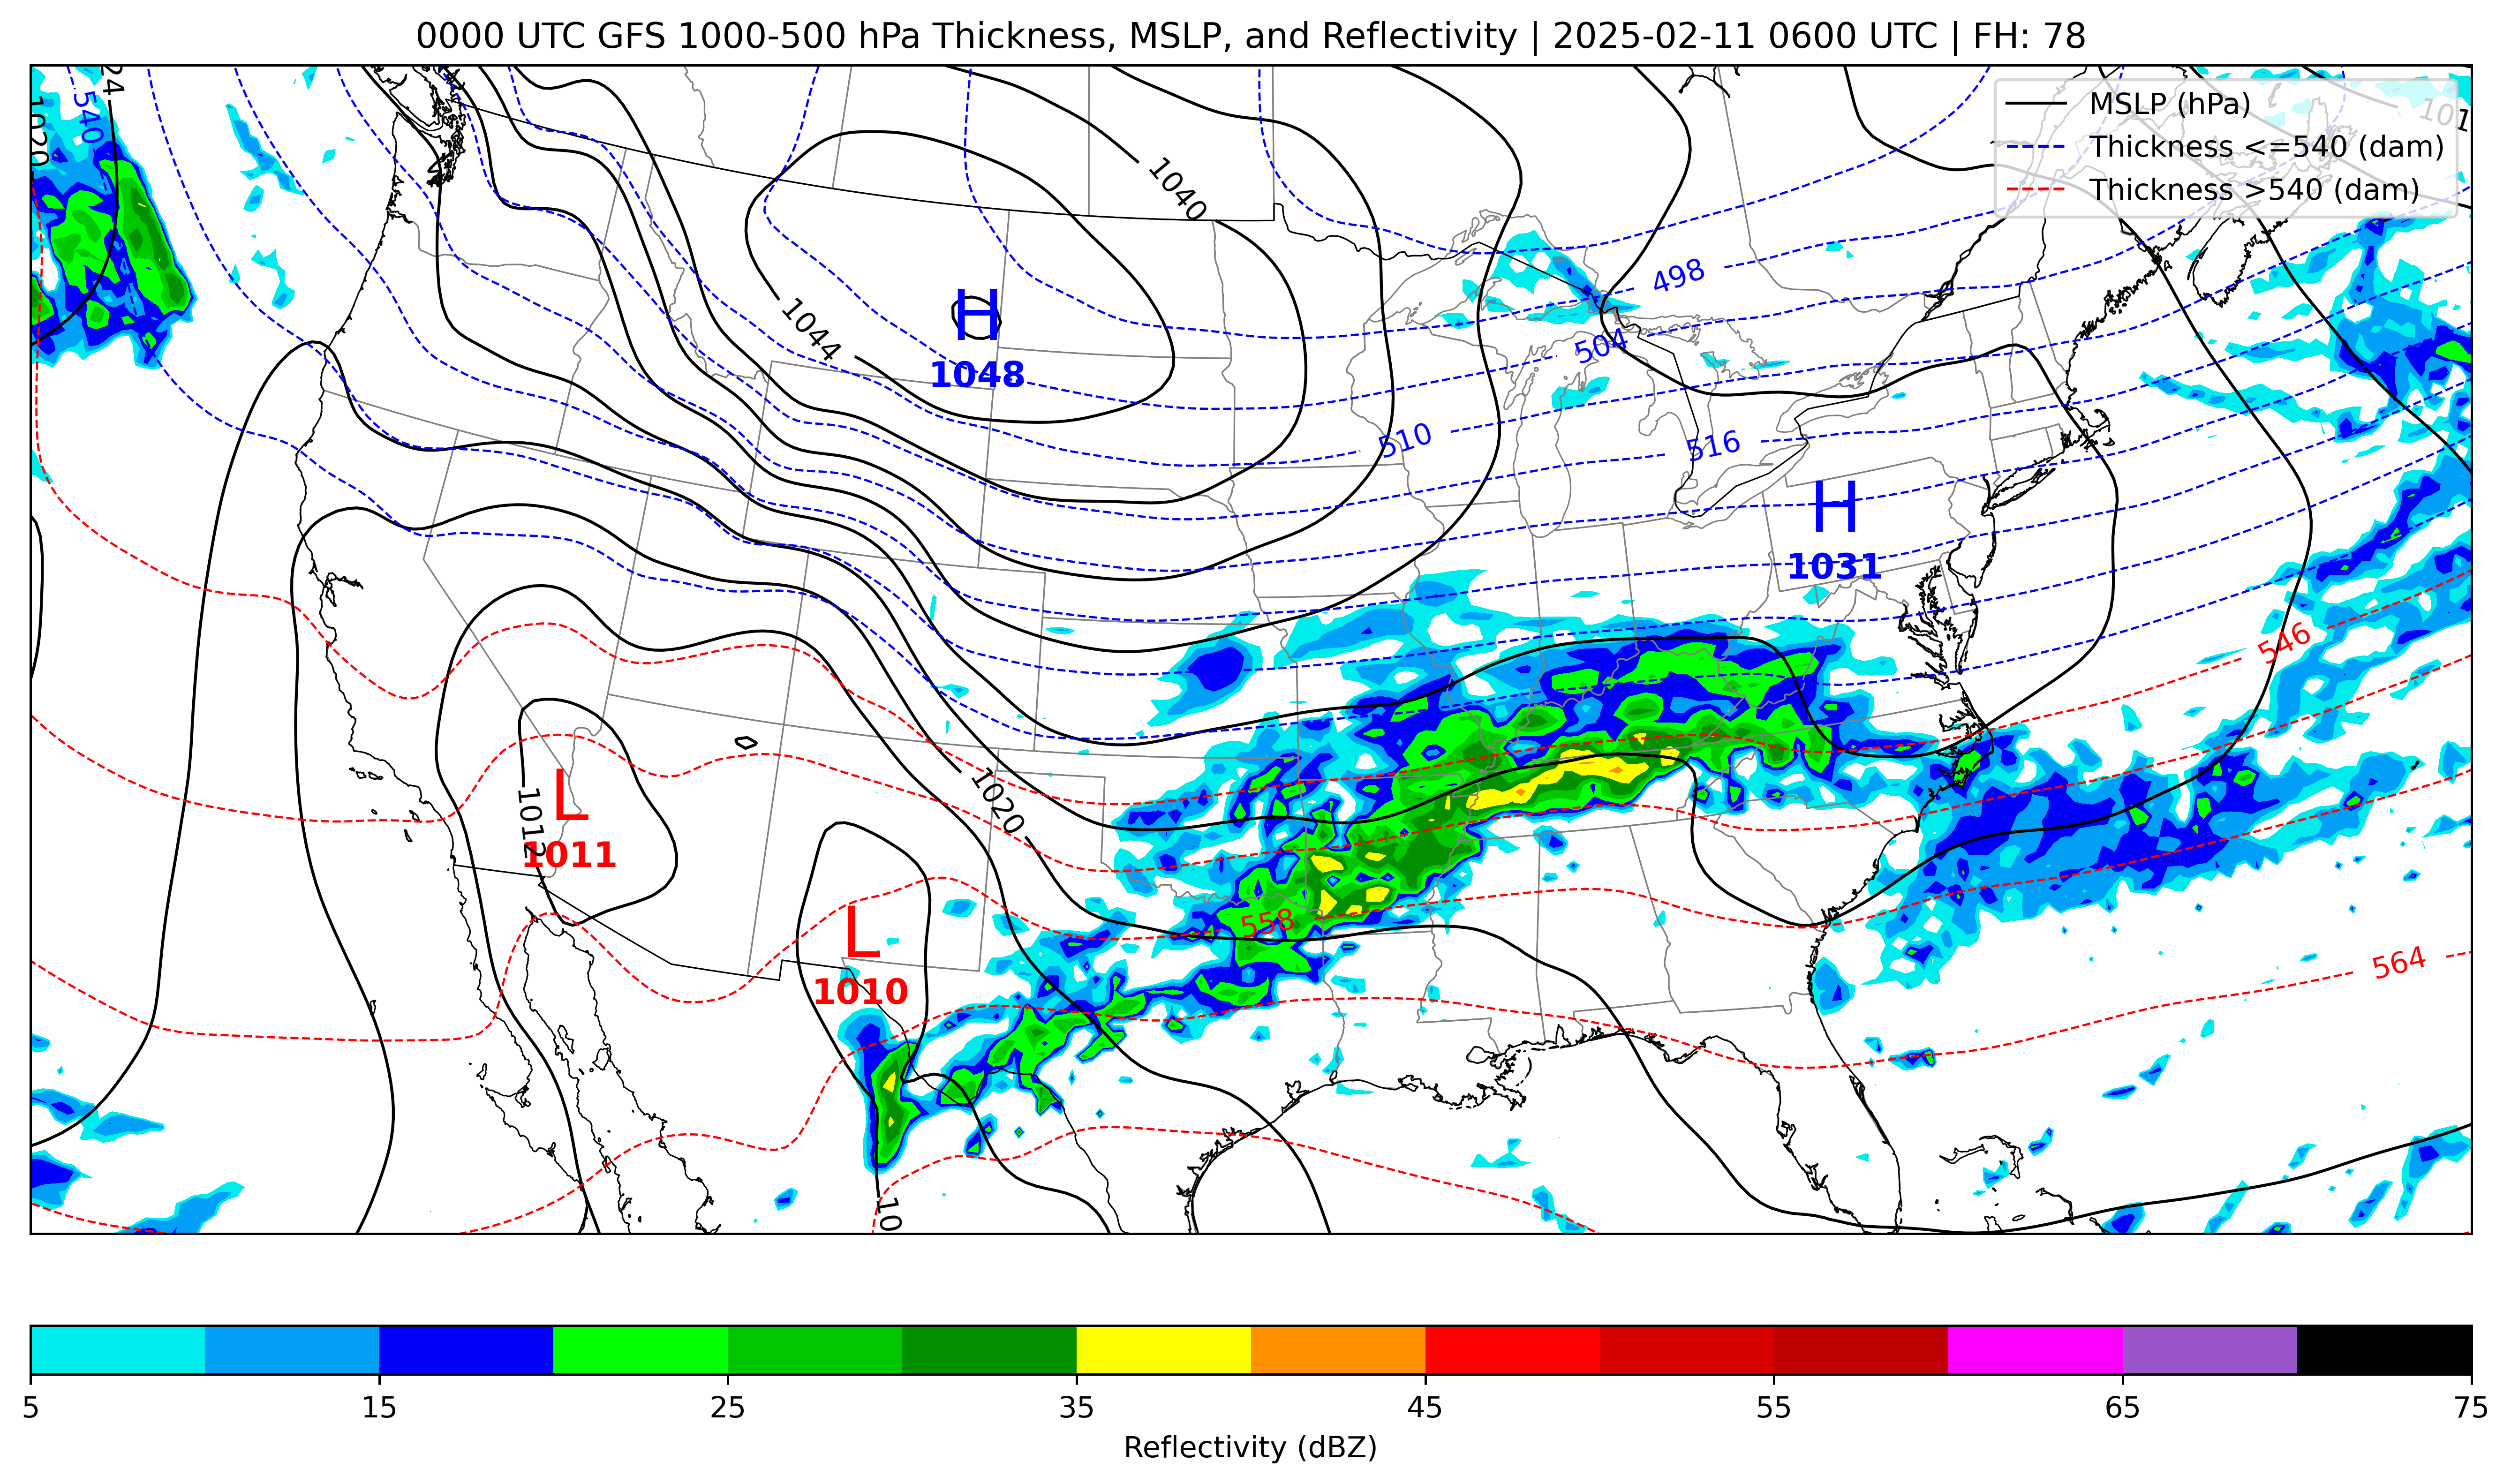 0000 UTC GFS 1000-500 hPa Thickness, MSLP, and Reflectivity | 2025-02-11 0600 UTC | FH: 78
MSLP (hPa)
Thickness <=540 (dam)
Thickness >540 (dam)
24
540
1020
101
1040
498
1044
H
1048
504
510
516
H
1031
546
L
1011
1012
1020
L
1010
558
564
10
5 15 25 35 45 55 65 75
Reflectivity (dBZ)